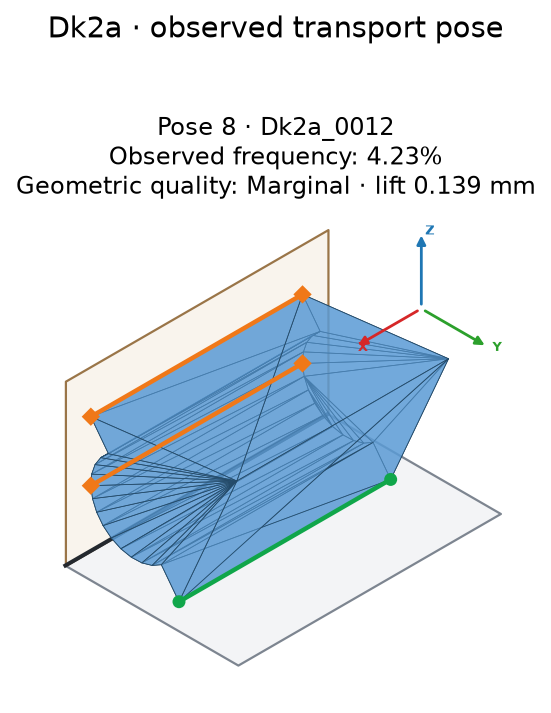 Dk2a · observed transport pose
Pose 8 · Dk2a_0012
Observed frequency: 4.23%
Geometric quality: Marginal · lift 0.139 mm
Z
X
Y